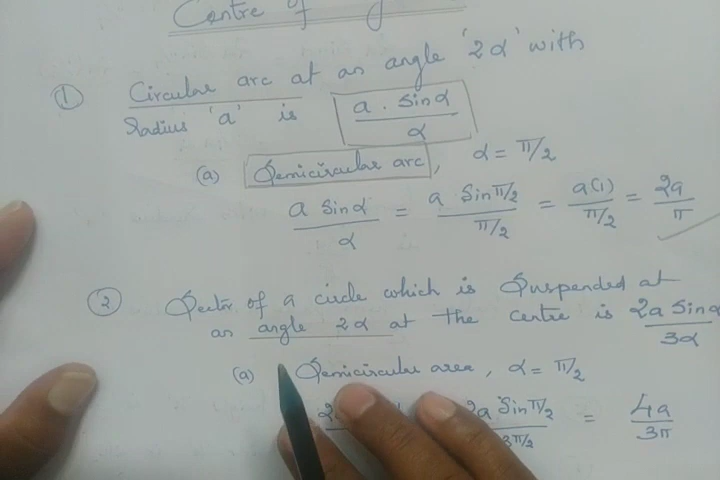 Centre of
① Circular arc at an angle '2α' with
Radius 'a' is a . sinα / α
(a) Semicircular arc, α = π/2
a sinα / α = a sinπ/2 / π/2 = a(1) / π/2 = 2a / π
② Sector of a circle which is Suspended at
an angle 2α at the centre is 2a sinα / 3α
(a) Semicircular area, α = π/2
2a sinπ/2 / 3π/2 = 4a / 3π